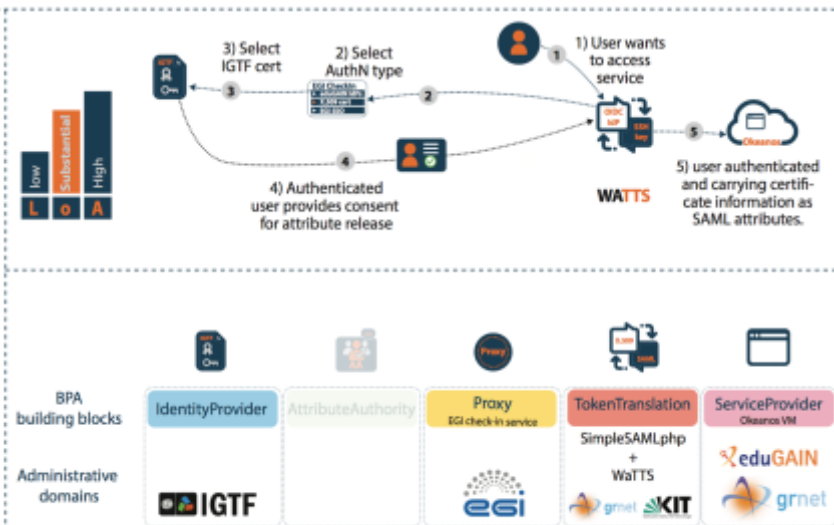 3) Select
IGTF cert
2) Select
AuthN type
1) User wants
to access
service
IGTF
EGI CheckIn
1
2
3
4
5
SSH
key
Okeanos
WATTS
4) Authenticated
user provides consent
for attribute release
5) user authenticated
and carrying certifi-
cate information as
SAML attributes.
low
Substantial
High
L o A
Proxy
SAML
BPA
building blocks
IdentityProvider
AttributeAuthority
Proxy
EGI check-in service
TokenTranslation
ServiceProvider
Okeanos VM
Administrative
domains
IGTF
egi
SimpleSAMLphp
+
WaTTS
grnet
KIT
eduGAIN
grnet